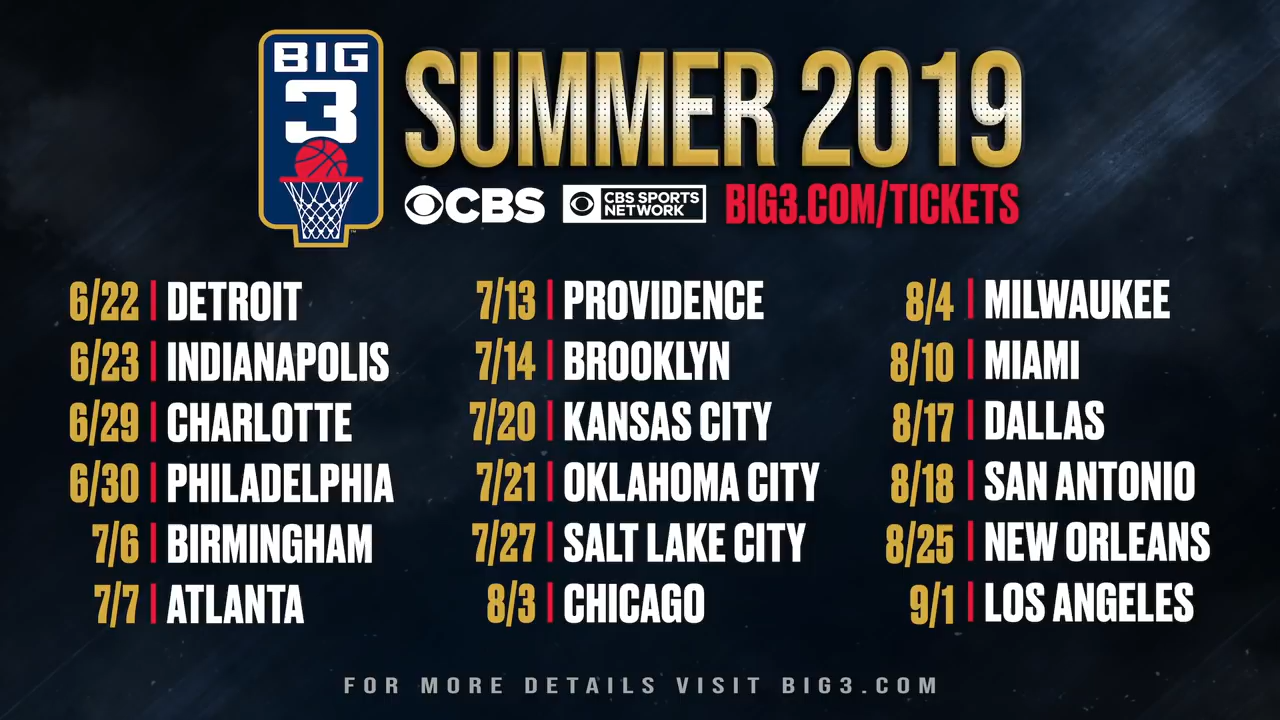 BIG
3
SUMMER 2019
CBS
CBS SPORTS
NETWORK
BIG3.COM/TICKETS
6/22 | DETROIT
6/23 | INDIANAPOLIS
6/29 | CHARLOTTE
6/30 | PHILADELPHIA
7/6 | BIRMINGHAM
7/7 | ATLANTA
7/13 | PROVIDENCE
7/14 | BROOKLYN
7/20 | KANSAS CITY
7/21 | OKLAHOMA CITY
7/27 | SALT LAKE CITY
8/3 | CHICAGO
8/4 | MILWAUKEE
8/10 | MIAMI
8/17 | DALLAS
8/18 | SAN ANTONIO
8/25 | NEW ORLEANS
9/1 | LOS ANGELES
FOR MORE DETAILS VISIT BIG3.COM